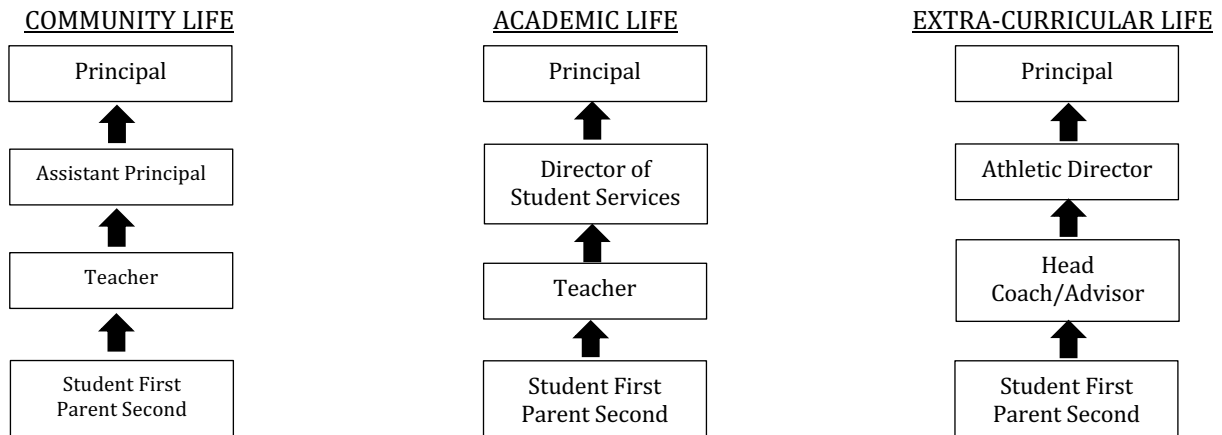 COMMUNITY LIFE
Principal
Assistant Principal
Teacher
Student First
Parent Second
ACADEMIC LIFE
Principal
Director of
Student Services
Teacher
Student First
Parent Second
EXTRA-CURRICULAR LIFE
Principal
Athletic Director
Head
Coach/Advisor
Student First
Parent Second